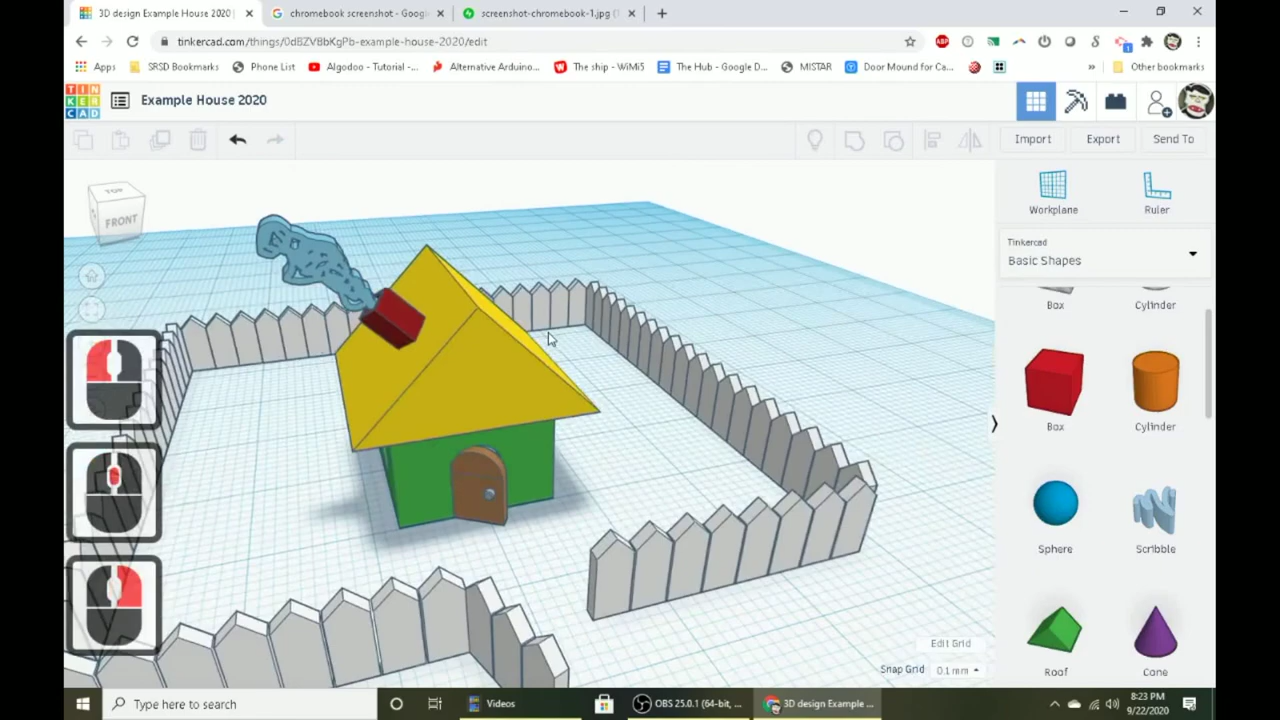 3D design Example House 2020 |
chromebook screenshot - Googl
screenshot-chromebook-1.jpg (1
tinkercad.com/things/0dBZVBbKgPb-example-house-2020/edit
Apps
SRSD Bookmarks
Phone List
Algodoo - Tutorial -...
Alternative Arduino...
The ship - WiMi5
The Hub - Google D...
MISTAR
Door Mound for Ca...
»
Other bookmarks
TIN
KER
CAD
Example House 2020
Import
Export
Send To
TOP
FRONT
Workplane
Ruler
Tinkercad
Basic Shapes
Box
Cylinder
Box
Cylinder
Sphere
Scribble
Roof
Cone
Edit Grid
Snap Grid
0.1 mm
Type here to search
Videos
OBS 25.0.1 (64-bit, ...
3D design Example ...
8:23 PM
9/22/2020